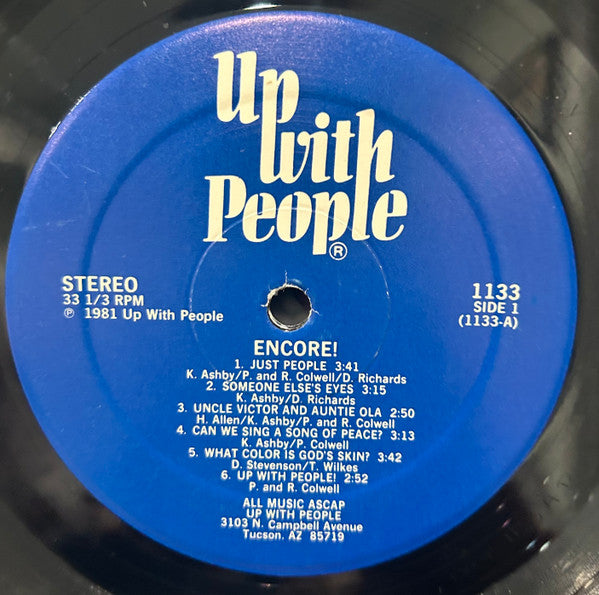 Up
with
People®
STEREO
33 1/3 RPM
℗ 1981 Up With People
1133
SIDE 1
(1133-A)
ENCORE!
1. JUST PEOPLE 3:41
K. Ashby/P. and R. Colwell/D. Richards
2. SOMEONE ELSE'S EYES 3:15
K. Ashby/D. Richards
3. UNCLE VICTOR AND AUNTIE OLA 2:50
H. Allen/K. Ashby/P. and R. Colwell
4. CAN WE SING A SONG OF PEACE? 3:13
K. Ashby/P. Colwell
5. WHAT COLOR IS GOD'S SKIN? 3:42
D. Stevenson/T. Wilkes
6. UP WITH PEOPLE! 2:52
P. and R. Colwell
ALL MUSIC ASCAP
UP WITH PEOPLE
3103 N. Campbell Avenue
Tucson, AZ 85719